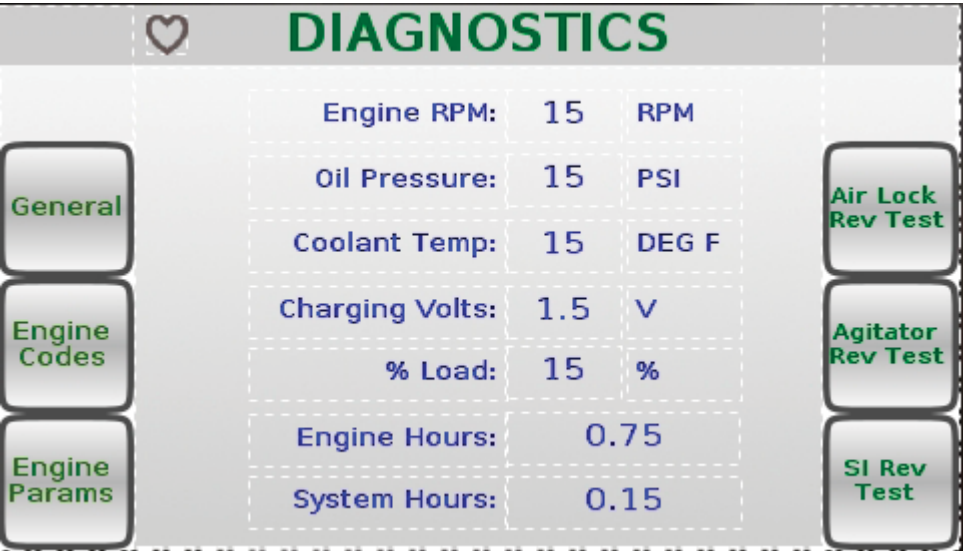 DIAGNOSTICS
General
Engine
Codes
Engine
Params
Engine RPM: 15 RPM
Oil Pressure: 15 PSI
Coolant Temp: 15 DEG F
Charging Volts: 1.5 V
% Load: 15 %
Engine Hours: 0.75
System Hours: 0.15
Air Lock
Rev Test
Agitator
Rev Test
SI Rev
Test